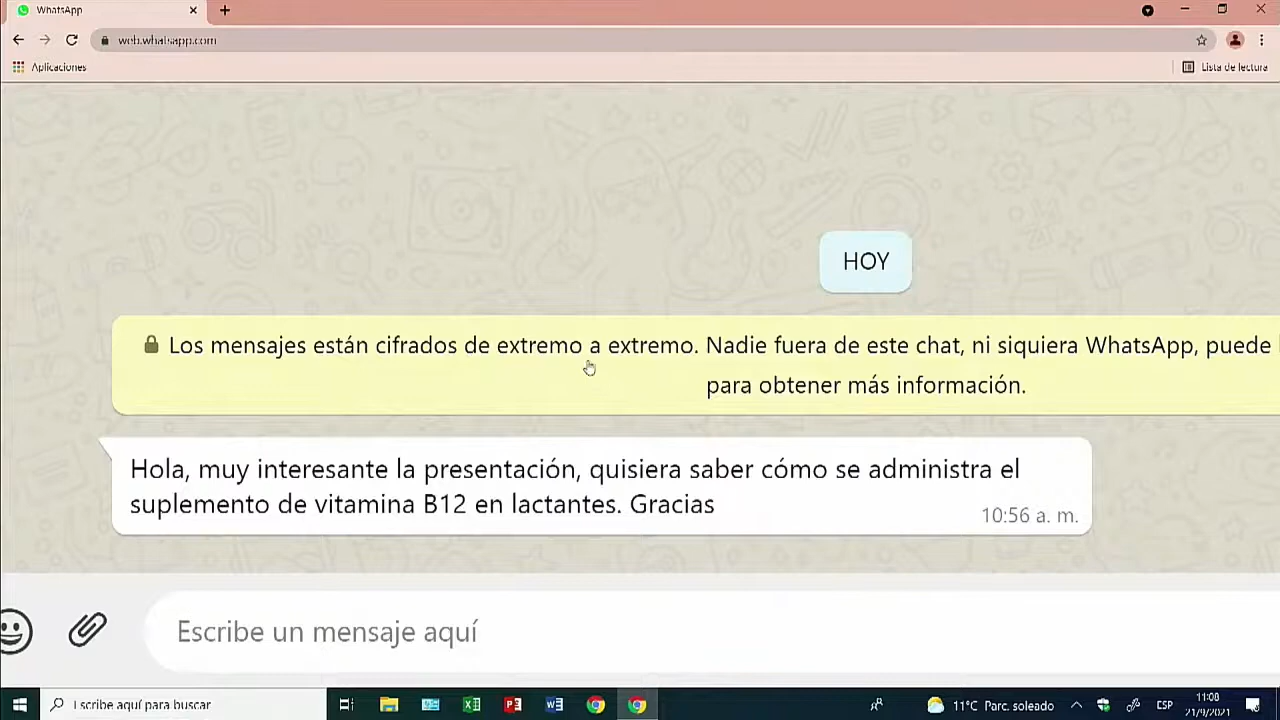 WhatsApp
web.whatsapp.com
Aplicaciones
Lista de lectura
HOY
Los mensajes están cifrados de extremo a extremo. Nadie fuera de este chat, ni siquiera WhatsApp, puede
para obtener más información.
Hola, muy interesante la presentación, quisiera saber cómo se administra el
suplemento de vitamina B12 en lactantes. Gracias
10:56 a. m.
Escribe un mensaje aquí
Escribe aquí para buscar
11°C Parc. soleado
ESP
11:08
21/9/2021